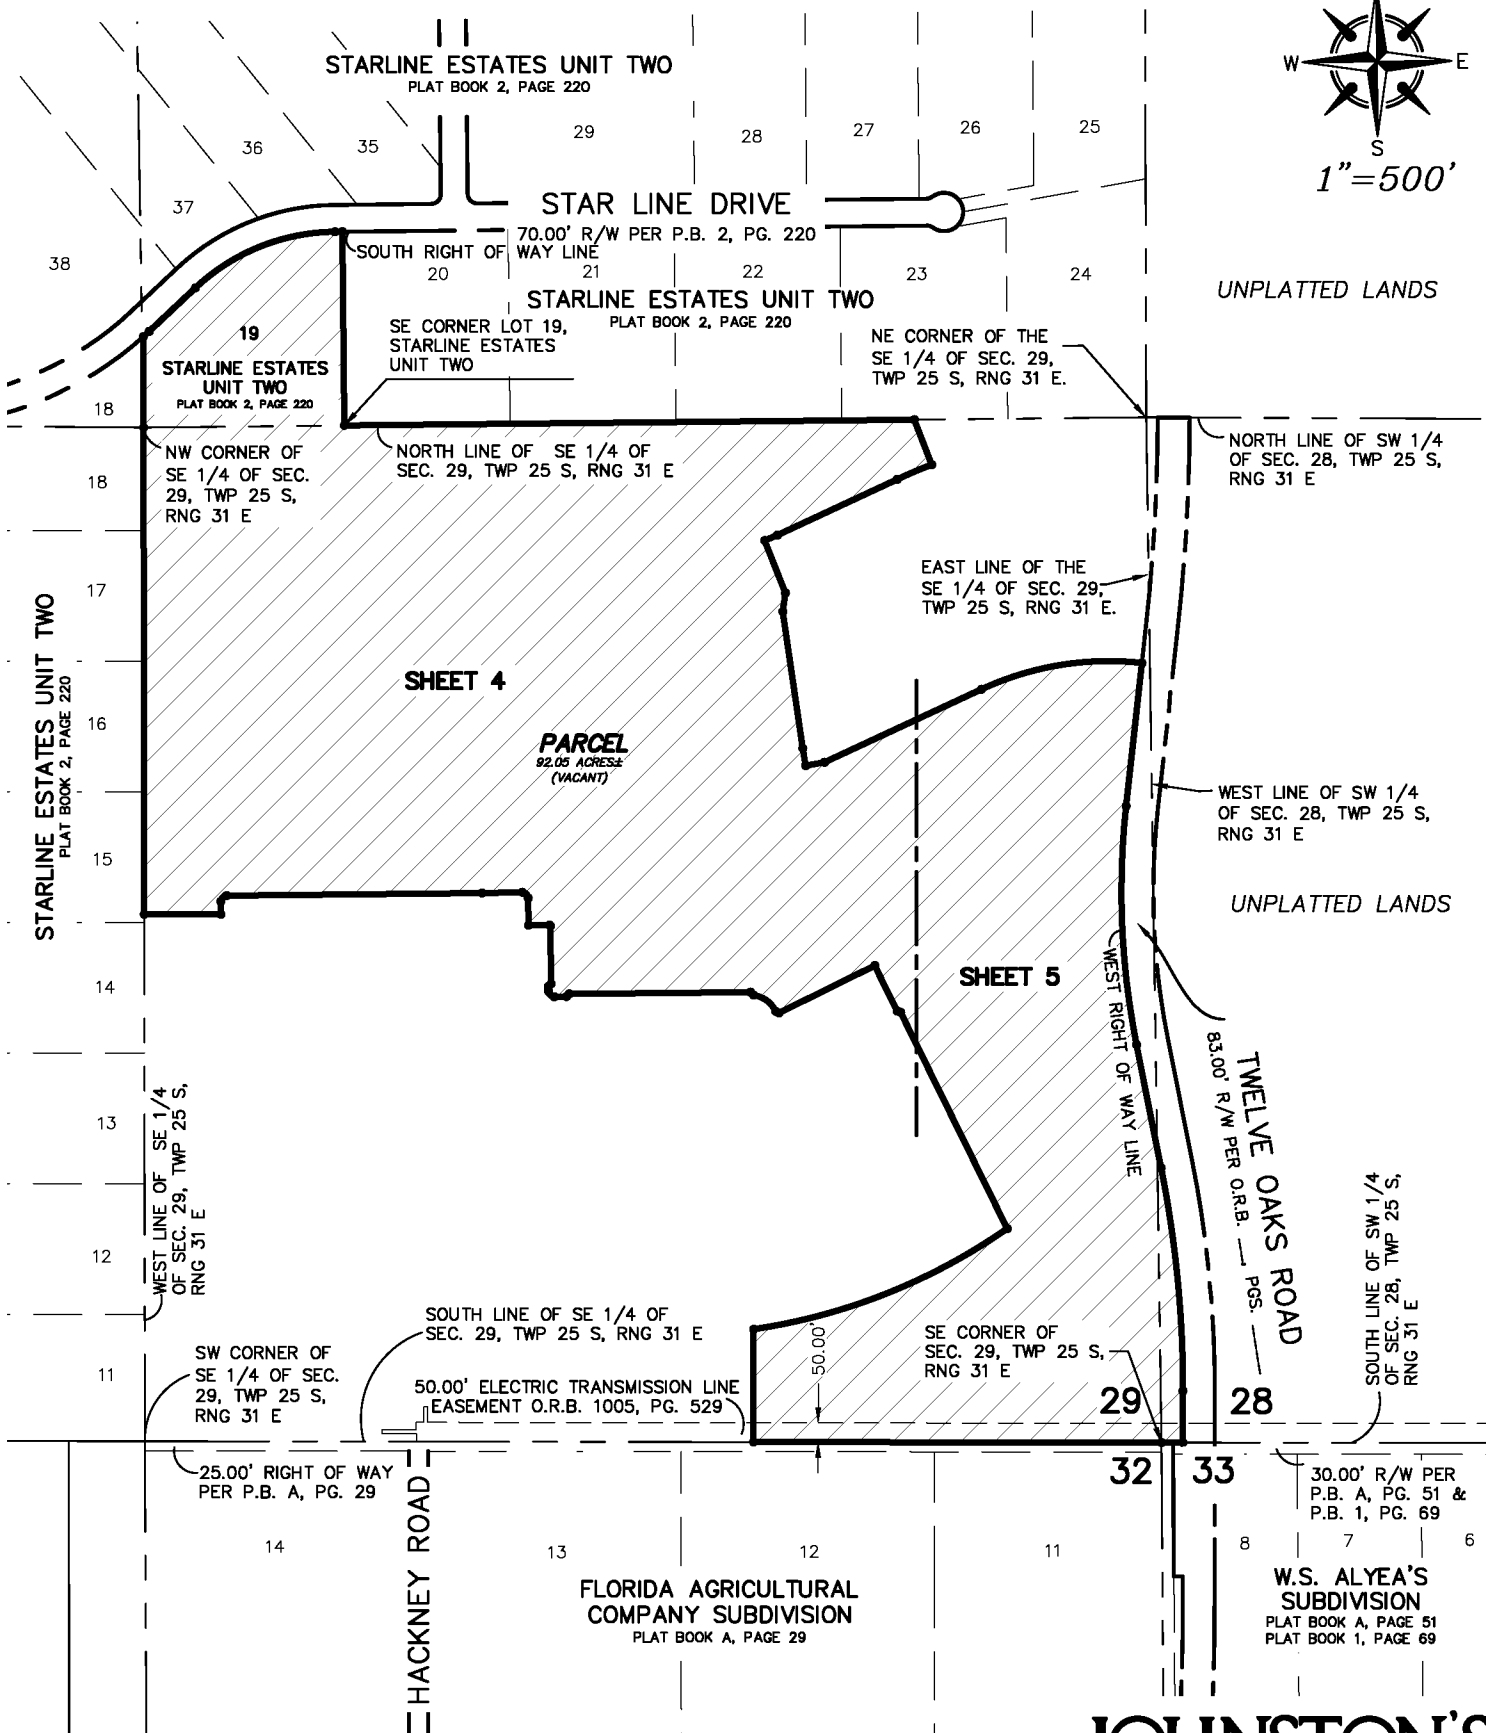 STARLINE ESTATES UNIT TWO
PLAT BOOK 2, PAGE 220
W
E
S
1"=500'
36
35
29
28
27
26
25
37
38
STAR LINE DRIVE
70.00' R/W PER P.B. 2, PG. 220
SOUTH RIGHT OF WAY LINE
20
21
22
23
24
UNPLATTED LANDS
STARLINE ESTATES UNIT TWO
PLAT BOOK 2, PAGE 220
19
STARLINE ESTATES
UNIT TWO
PLAT BOOK 2, PAGE 220
SE CORNER LOT 19,
STARLINE ESTATES
UNIT TWO
NE CORNER OF THE
SE 1/4 OF SEC. 29,
TWP 25 S, RNG 31 E.
18
NW CORNER OF
SE 1/4 OF SEC.
29, TWP 25 S,
RNG 31 E
NORTH LINE OF SE 1/4 OF
SEC. 29, TWP 25 S, RNG 31 E
NORTH LINE OF SW 1/4
OF SEC. 28, TWP 25 S,
RNG 31 E
18
17
EAST LINE OF THE
SE 1/4 OF SEC. 29,
TWP 25 S, RNG 31 E.
STARLINE ESTATES UNIT TWO
PLAT BOOK 2, PAGE 220
SHEET 4
16
PARCEL
92.05 ACRES±
(VACANT)
WEST LINE OF SW 1/4
OF SEC. 28, TWP 25 S,
RNG 31 E
15
UNPLATTED LANDS
14
SHEET 5
WEST RIGHT OF WAY LINE
TWELVE OAKS ROAD
83.00' R/W PER O.R.B. ___, PGS. ___
13
WEST LINE OF SE 1/4
OF SEC. 29, TWP 25 S,
RNG 31 E
12
SOUTH LINE OF SW 1/4
OF SEC. 28, TWP 25 S,
RNG 31 E
11
SW CORNER OF
SE 1/4 OF SEC.
29, TWP 25 S,
RNG 31 E
SOUTH LINE OF SE 1/4 OF
SEC. 29, TWP 25 S, RNG 31 E
50.00' ELECTRIC TRANSMISSION LINE
EASEMENT O.R.B. 1005, PG. 529
50.00'
SE CORNER OF
SEC. 29, TWP 25 S,
RNG 31 E
29
28
32
33
25.00' RIGHT OF WAY
PER P.B. A, PG. 29
30.00' R/W PER
P.B. A, PG. 51 &
P.B. 1, PG. 69
HACKNEY ROAD
14
13
12
11
8
7
6
FLORIDA AGRICULTURAL
COMPANY SUBDIVISION
PLAT BOOK A, PAGE 29
W.S. ALYEA'S
SUBDIVISION
PLAT BOOK A, PAGE 51
PLAT BOOK 1, PAGE 69
JOHNSTON'S